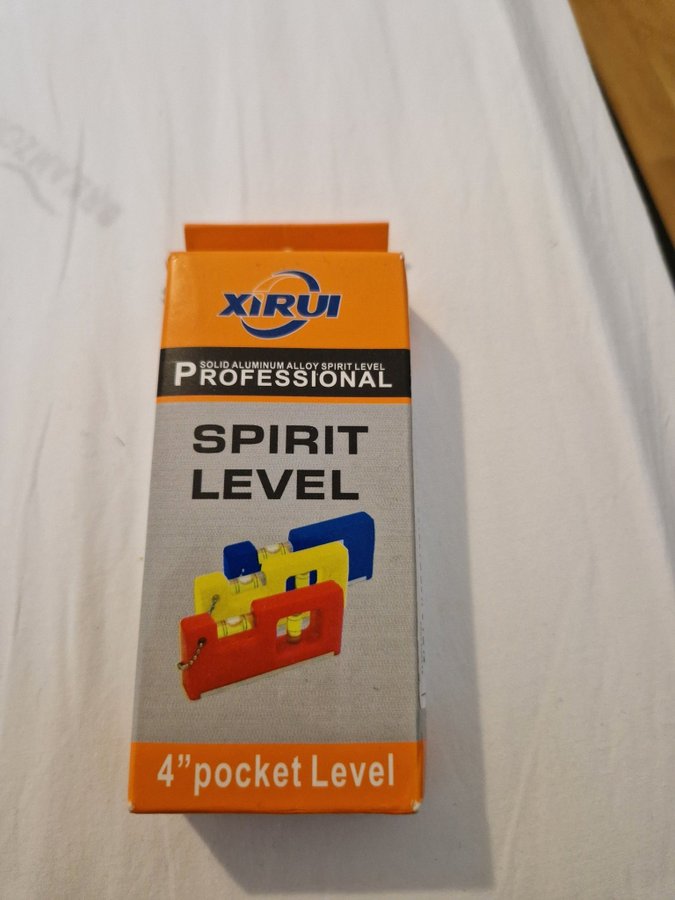 XIRUI
SOLID ALUMINUM ALLOY SPIRIT LEVEL
PROFESSIONAL
SPIRIT
LEVEL
4” pocket Level